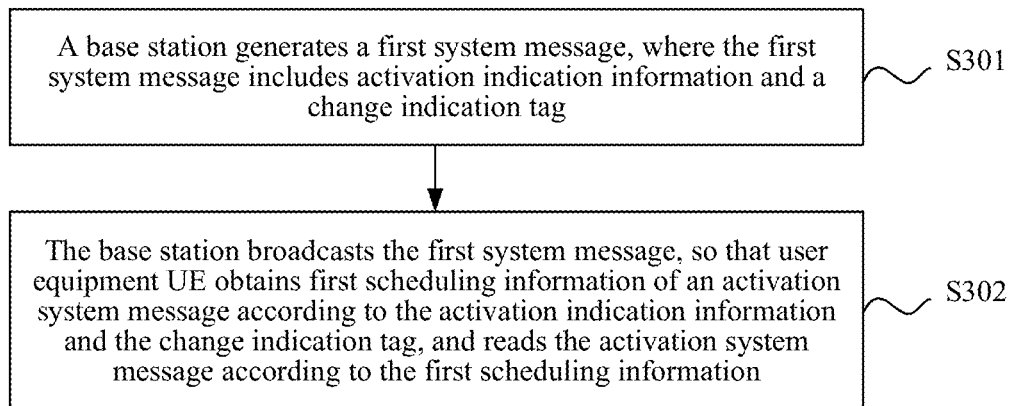 A base station generates a first system message, where the first
system message includes activation indication information and a
change indication tag
S301
The base station broadcasts the first system message, so that user
equipment UE obtains first scheduling information of an activation
system message according to the activation indication information
and the change indication tag, and reads the activation system
message according to the first scheduling information
S302